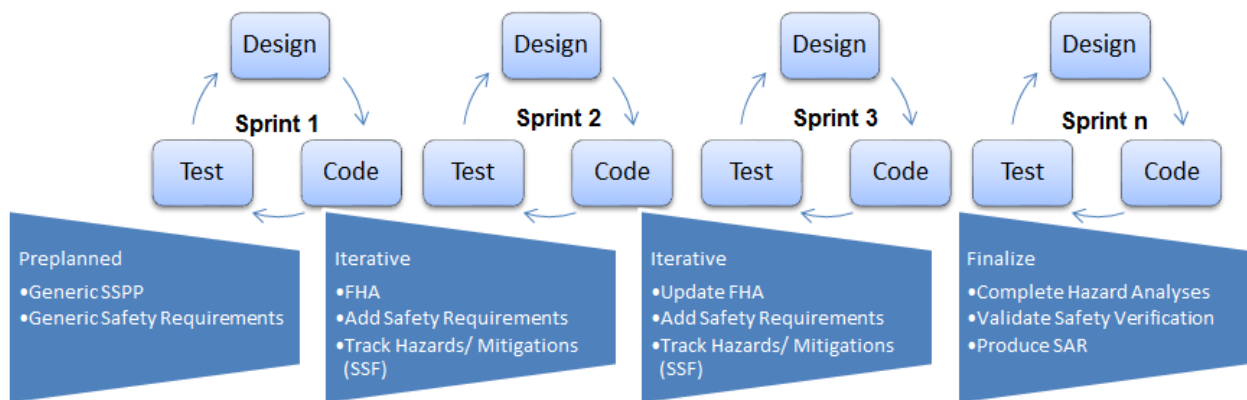 Design
Sprint 1
Test
Code
Design
Sprint 2
Test
Code
Design
Sprint 3
Test
Code
Design
Sprint n
Test
Code
Preplanned
•Generic SSPP
•Generic Safety Requirements
Iterative
•FHA
•Add Safety Requirements
•Track Hazards/ Mitigations
(SSF)
Iterative
•Update FHA
•Add Safety Requirements
•Track Hazards/ Mitigations
(SSF)
Finalize
•Complete Hazard Analyses
•Validate Safety Verification
•Produce SAR